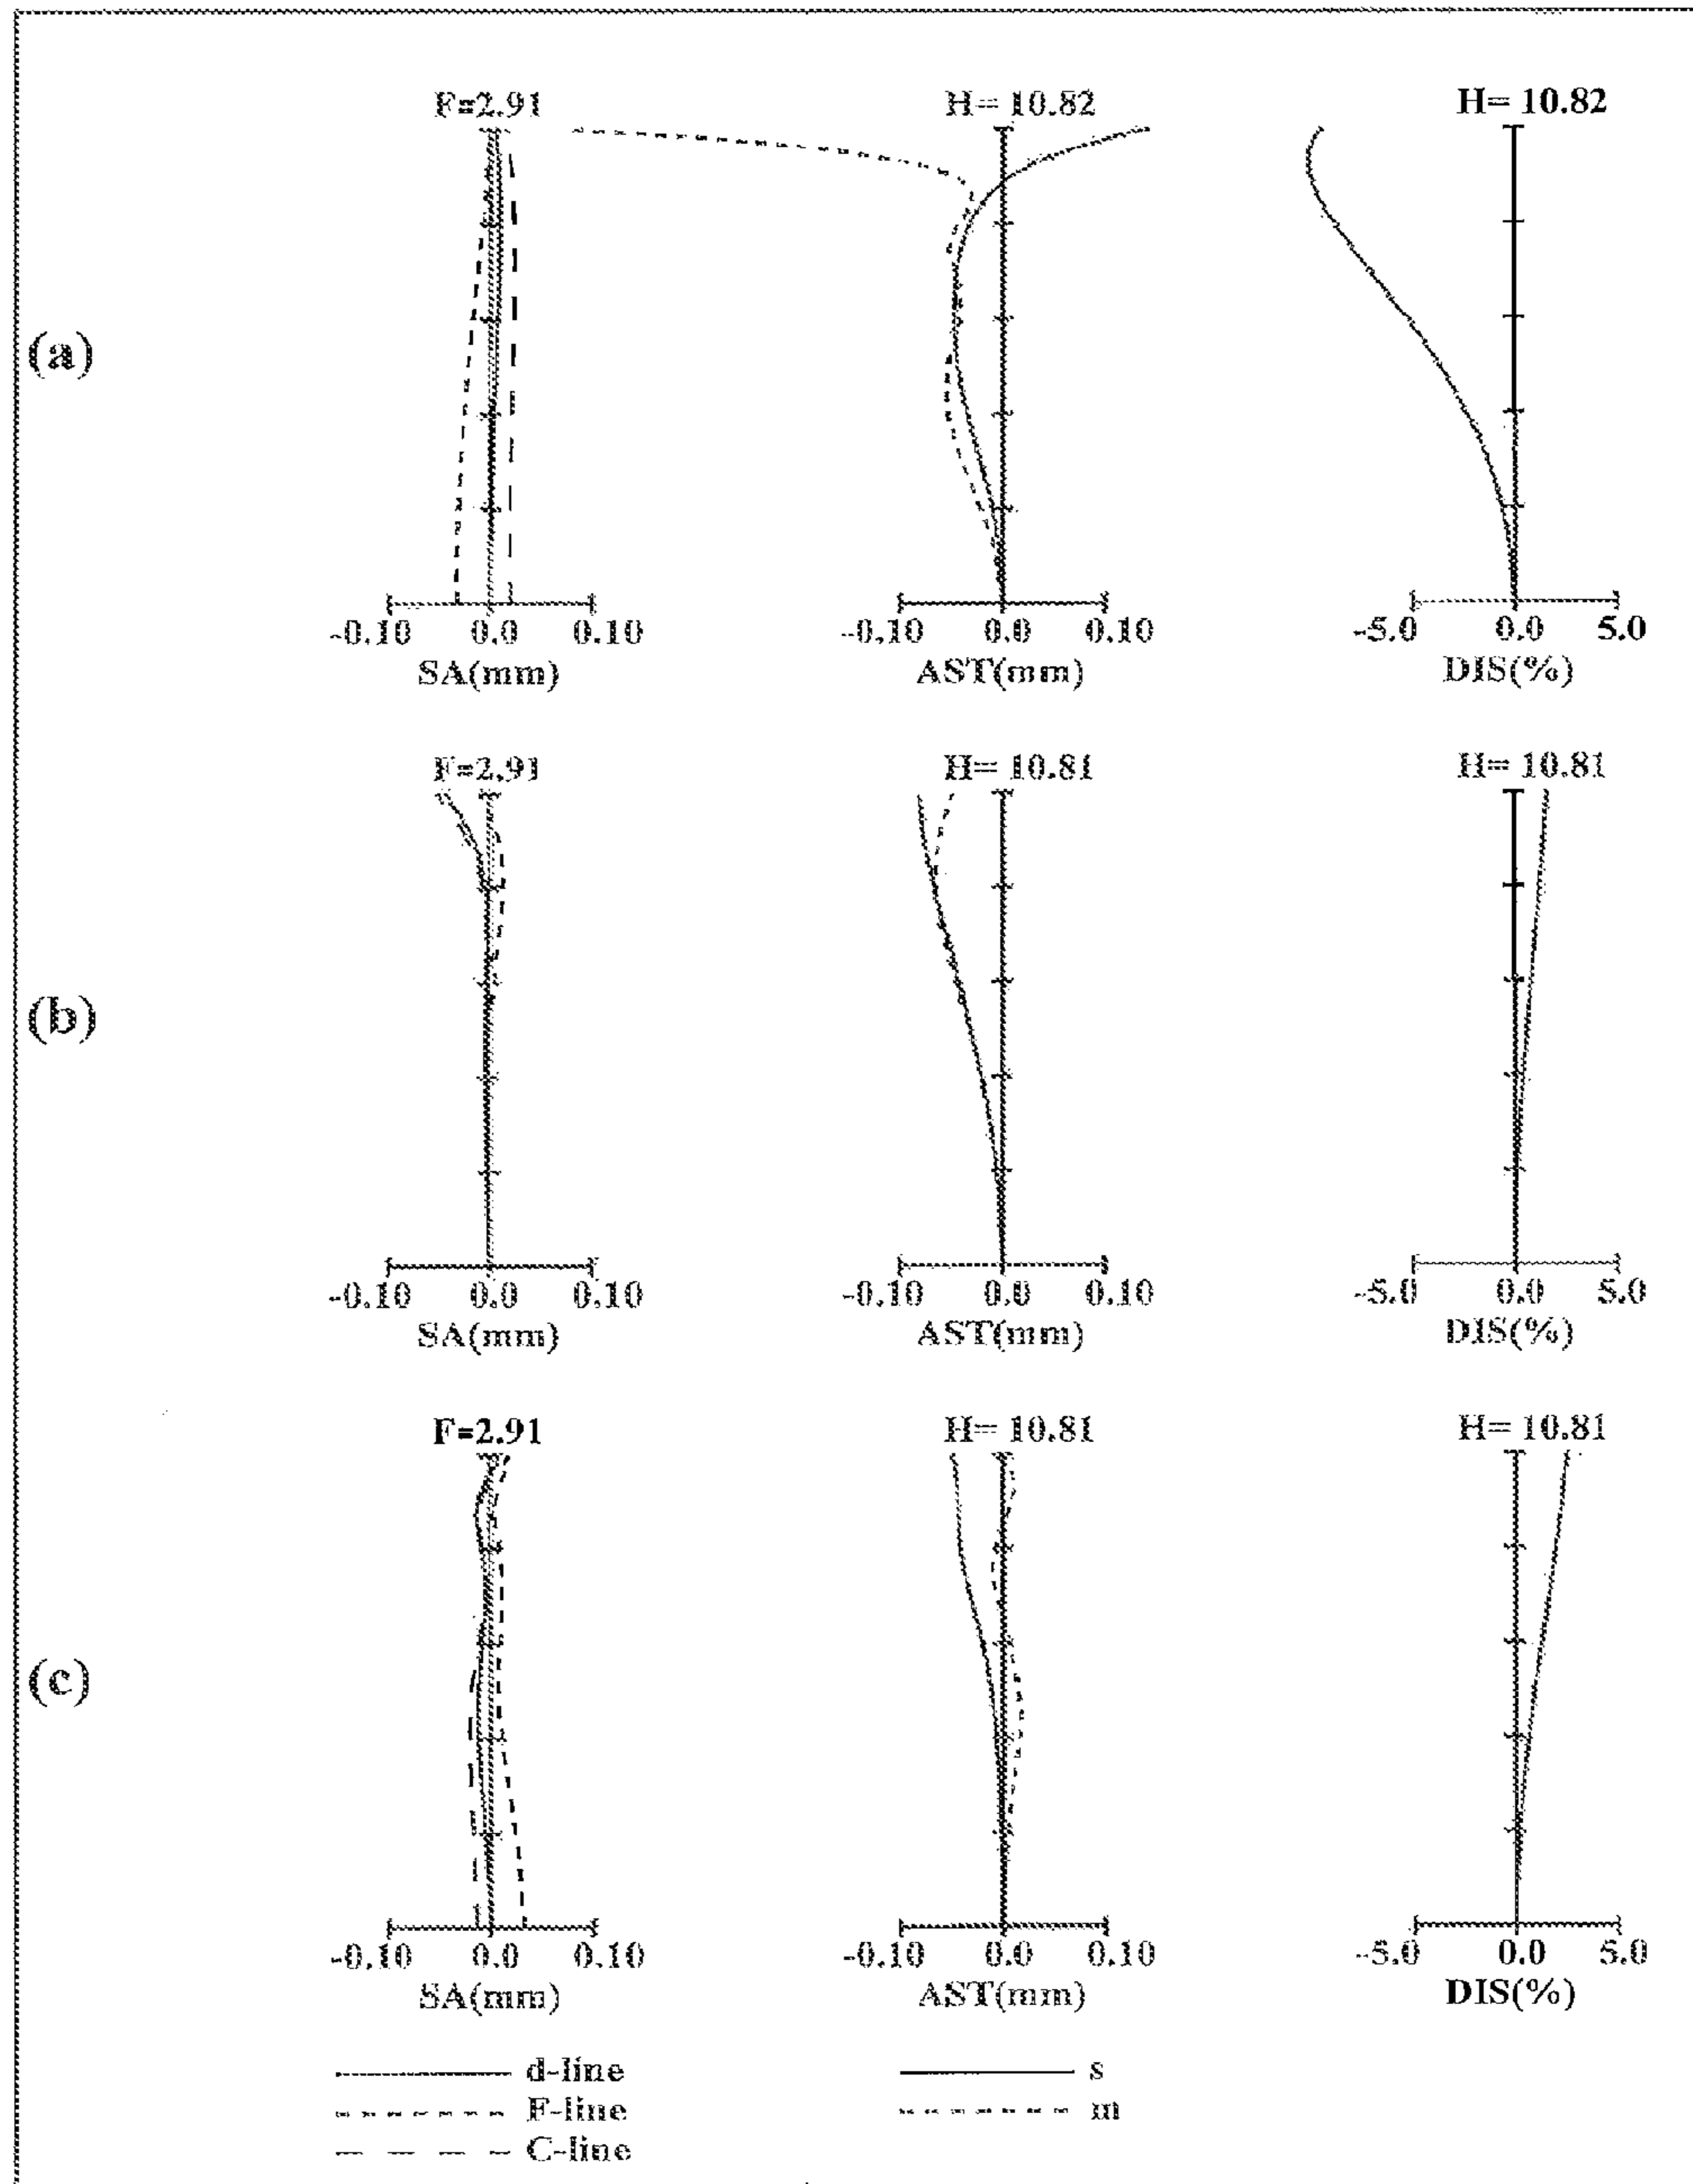 F=2.91 H= 10.82 H= 10.82
(a)
-0.10 0.0 0.10 -0.10 0.0 0.10 -5.0 0.0 5.0
SA(mm) AST(mm) DIS(%)
F=2.91 H= 10.81 H= 10.81
(b)
-0.10 0.0 0.10 -0.10 0.0 0.10 -5.0 0.0 5.0
SA(mm) AST(mm) DIS(%)
F=2.91 H= 10.81 H= 10.81
(c)
-0.10 0.0 0.10 -0.10 0.0 0.10 -5.0 0.0 5.0
SA(mm) AST(mm) DIS(%)
d-line s
F-line m
C-line